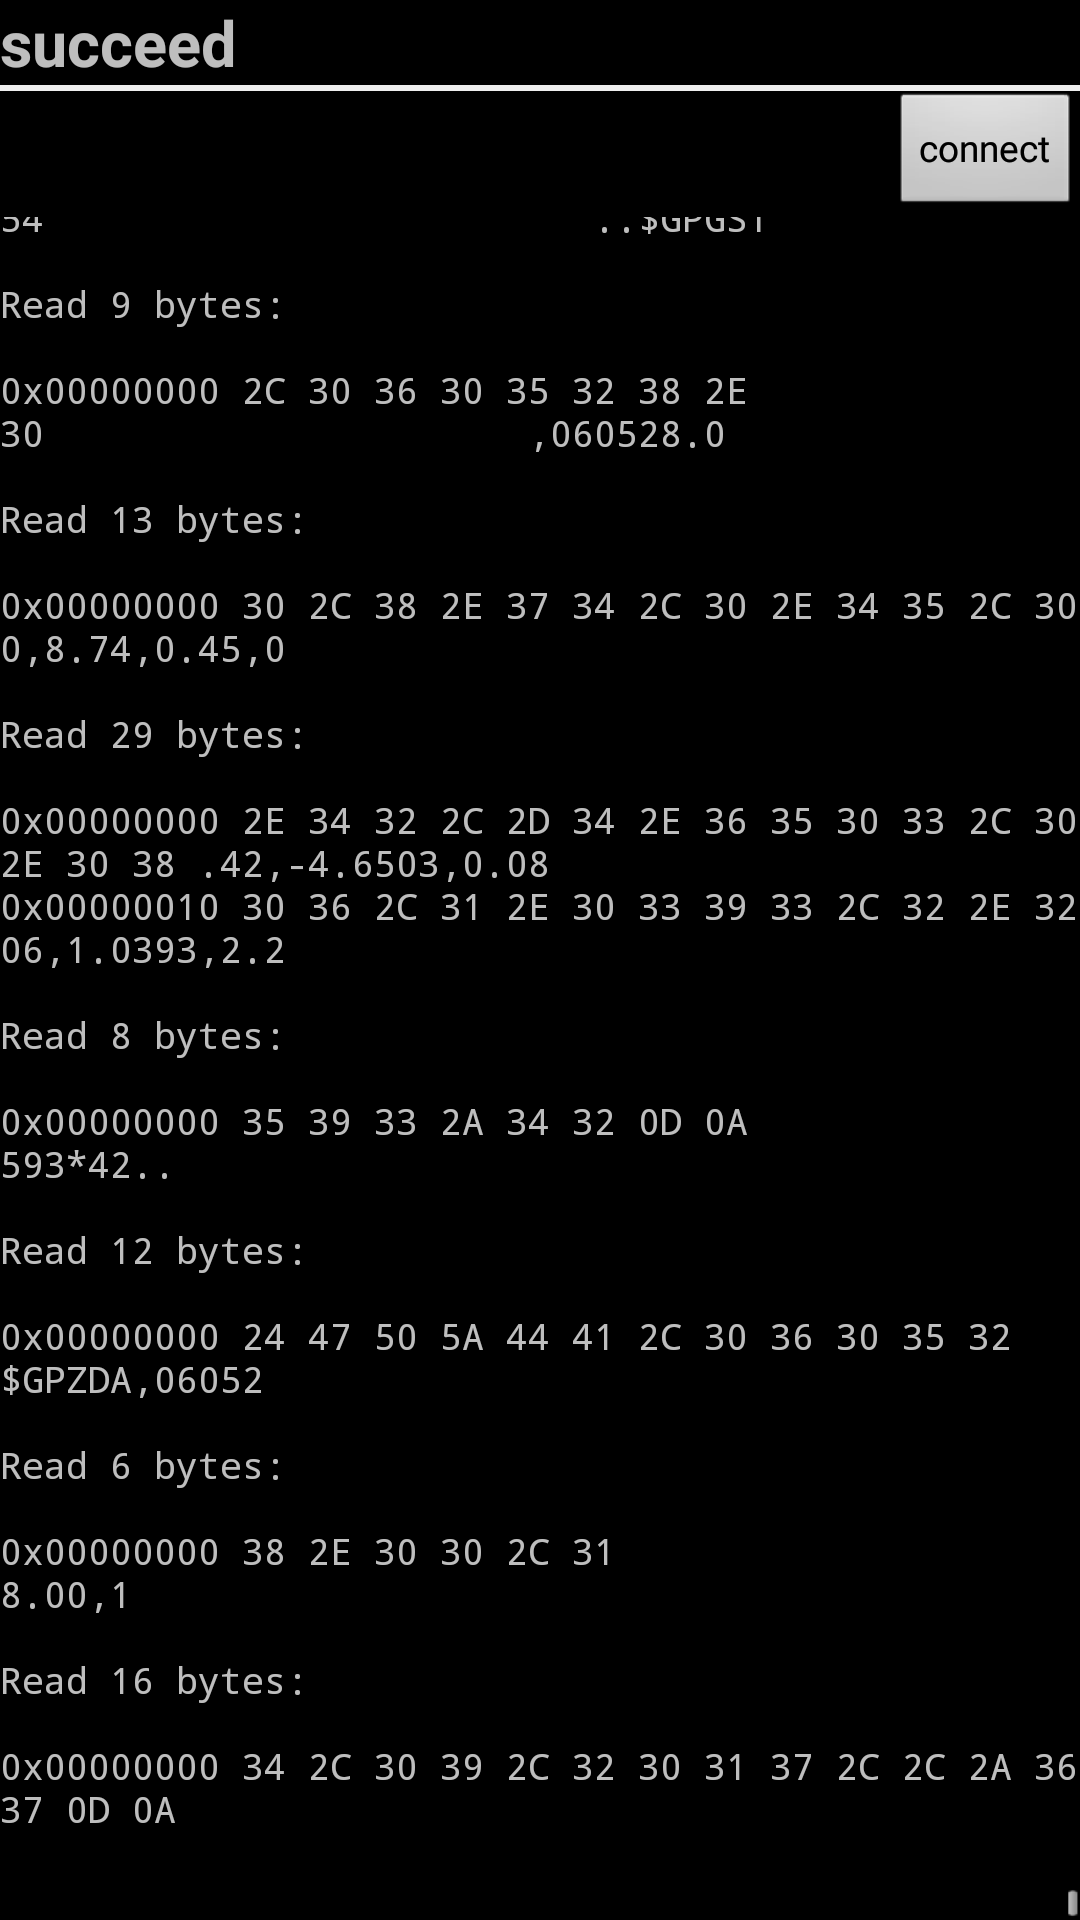 succeed
connect
54 ..$GPGST
Read 9 bytes:
0x00000000 2C 30 36 30 35 32 38 2E
30 ,060528.0
Read 13 bytes:
0x00000000 30 2C 38 2E 37 34 2C 30 2E 34 35 2C 30
0,8.74,0.45,0
Read 29 bytes:
0x00000000 2E 34 32 2C 2D 34 2E 36 35 30 33 2C 30
2E 30 38 .42,-4.6503,0.08
0x00000010 30 36 2C 31 2E 30 33 39 33 2C 32 2E 32
06,1.0393,2.2
Read 8 bytes:
0x00000000 35 39 33 2A 34 32 0D 0A
593*42..
Read 12 bytes:
0x00000000 24 47 50 5A 44 41 2C 30 36 30 35 32
$GPZDA,06052
Read 6 bytes:
0x00000000 38 2E 30 30 2C 31
8.00,1
Read 16 bytes:
0x00000000 34 2C 30 39 2C 32 30 31 37 2C 2C 2A 36
37 0D 0A